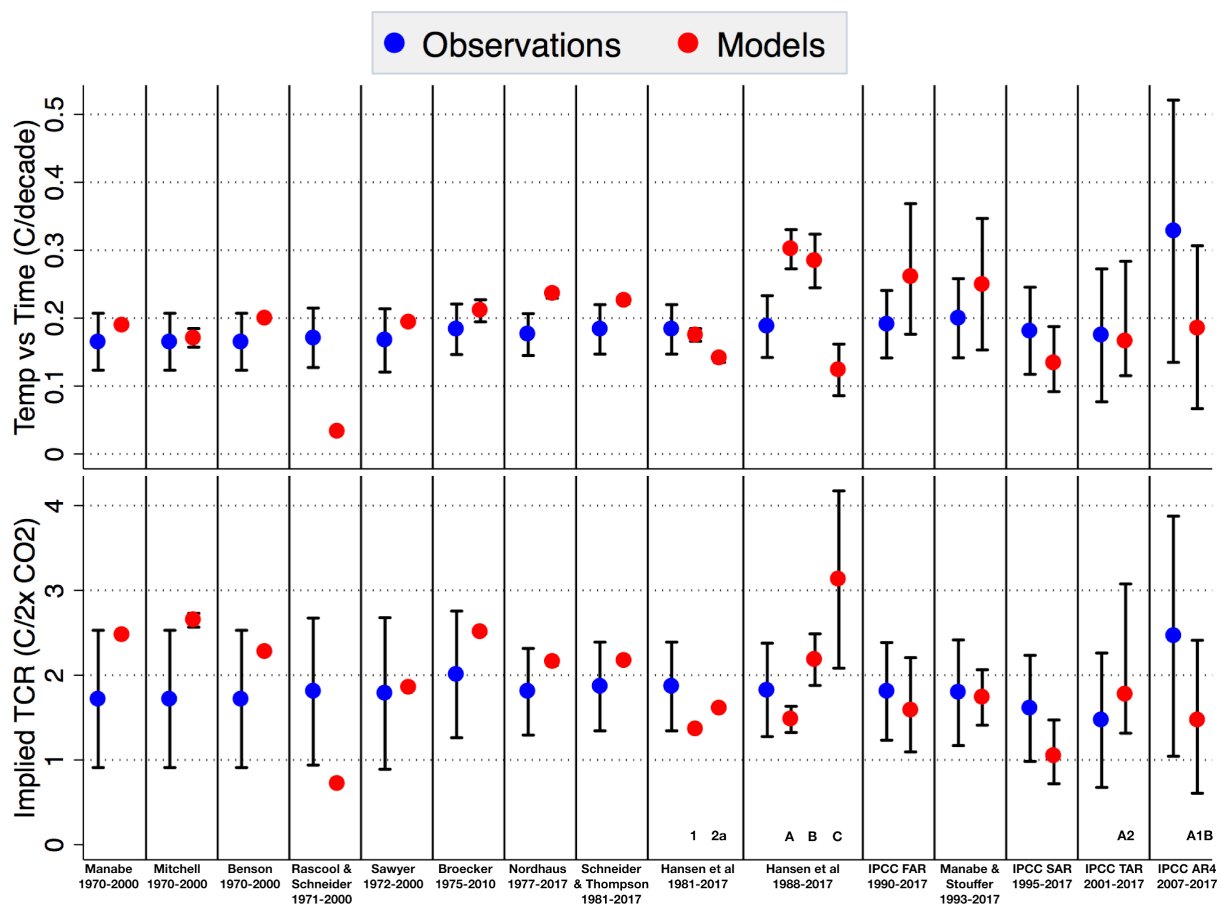 Observations Models
Temp vs Time (C/decade)
0.5
0.4
0.3
0.2
0.1
0
Implied TCR (C/2x CO2)
4
3
2
1
0
1 2a A B C A2 A1B
Manabe
1970-2000
Mitchell
1970-2000
Benson
1970-2000
Rascool &
Schneider
1971-2000
Sawyer
1972-2000
Broecker
1975-2010
Nordhaus
1977-2017
Schneider
& Thompson
1981-2017
Hansen et al
1981-2017
Hansen et al
1988-2017
IPCC FAR
1990-2017
Manabe &
Stouffer
1993-2017
IPCC SAR
1995-2017
IPCC TAR
2001-2017
IPCC AR4
2007-2017